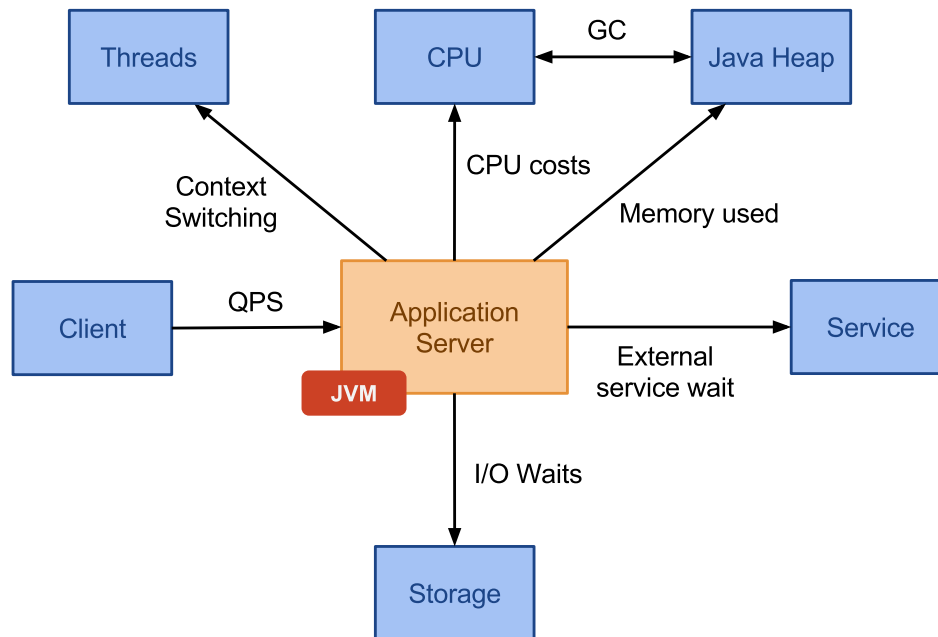 Threads
CPU
GC
Java Heap
CPU costs
Context
Switching
Memory used
Client
QPS
Application
Server
JVM
Service
External
service wait
I/O Waits
Storage